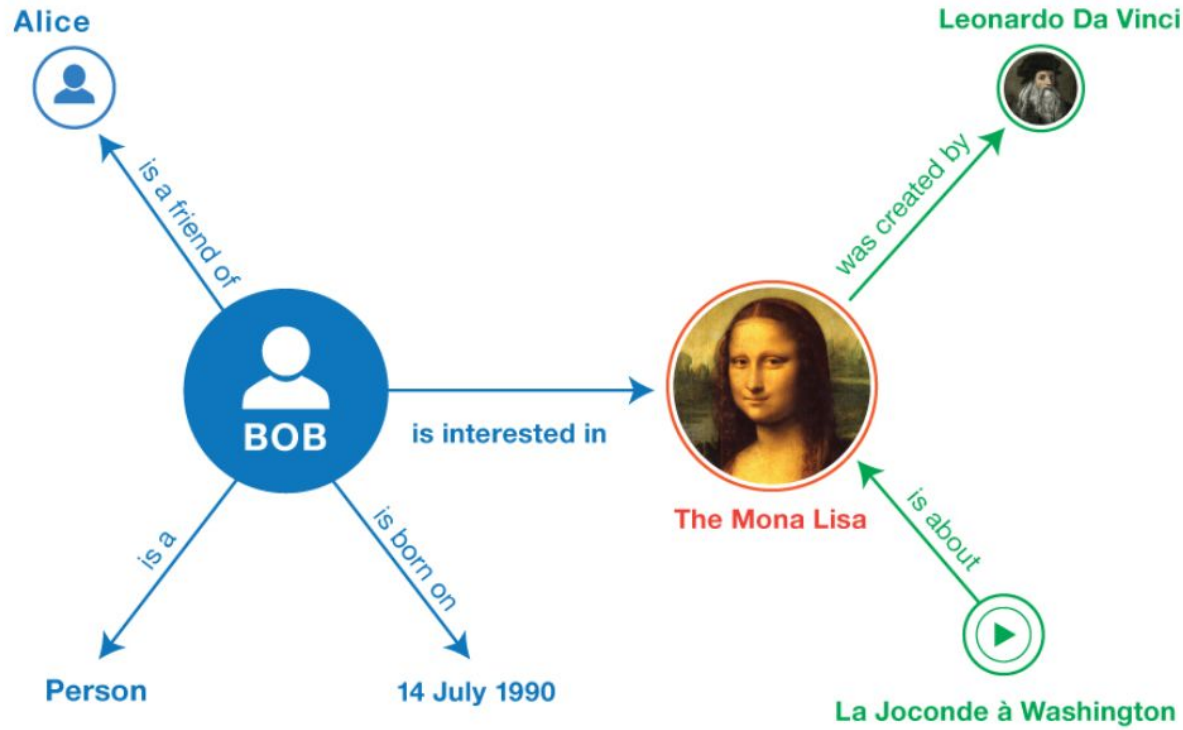 Alice
Leonardo Da Vinci
is a friend of
was created by
BOB
is interested in
The Mona Lisa
is a
is born on
is about
Person
14 July 1990
La Joconde à Washington